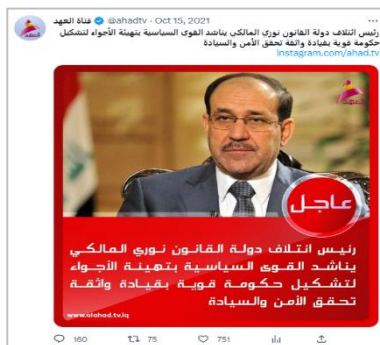 قناة العهد @ahadtv · Oct 15, 2021
رئيس ائتلاف دولة القانون نوري المالكي يناشد القوى السياسية بتهيئة الأجواء لتشكيل
حكومة قوية بقيادة واثقة تحقق الأمن والسيادة
instagram.com/ahad.tv
عاجل
رئيس ائتلاف دولة القانون نوري المالكي
يناشد القوى السياسية بتهيئة الأجواء
لتشكيل حكومة قوية بقيادة واثقة
تحقق الأمن والسيادة
www.alahad.tv.iq
160 75 751